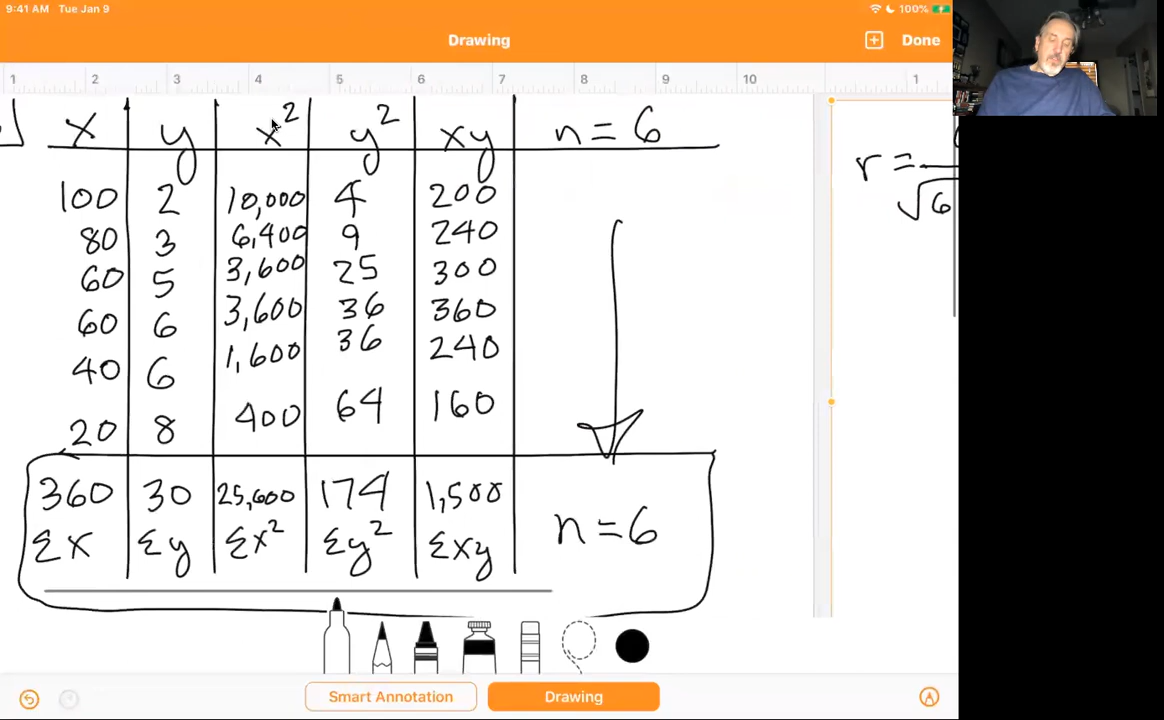 9:41 AM Tue Jan 9
100%
Drawing
Done
1 2 3 4 5 6 7 8 9 10 1
x y x² y² xy n = 6
100 2 10,000 4 200
80 3 6,400 9 240
60 5 3,600 25 300
60 6 3,600 36 360
40 6 1,600 36 240
20 8 400 64 160
360 30 25,600 174 1,500
Σx Σy Σx² Σy² Σxy n = 6
r =
√6
Smart Annotation
Drawing